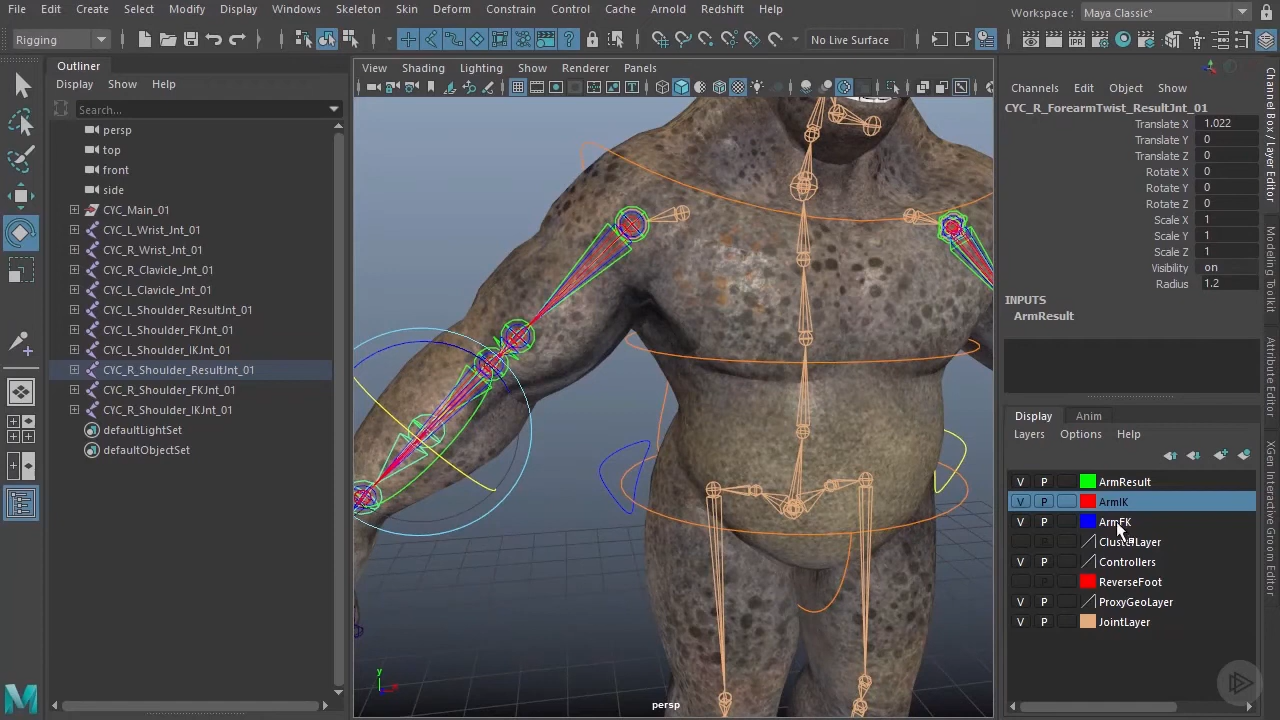 File Edit Create Select Modify Display Windows Skeleton Skin Deform Constrain Control Cache Arnold Redshift Help
Workspace : Maya Classic*
Rigging
No Live Surface
IPR
Outliner
Display Show Help
Search...
persp
top
front
side
CYC_Main_01
CYC_L_Wrist_Jnt_01
CYC_R_Wrist_Jnt_01
CYC_R_Clavicle_Jnt_01
CYC_L_Clavicle_Jnt_01
CYC_L_Shoulder_ResultJnt_01
CYC_L_Shoulder_FKJnt_01
CYC_L_Shoulder_IKJnt_01
CYC_R_Shoulder_ResultJnt_01
CYC_R_Shoulder_FKJnt_01
CYC_R_Shoulder_IKJnt_01
defaultLightSet
defaultObjectSet
View Shading Lighting Show Renderer Panels
y
persp
Channels Edit Object Show
CYC_R_ForearmTwist_ResultJnt_01
Translate X 1.022
Translate Y 0
Translate Z 0
Rotate X 0
Rotate Y 0
Rotate Z 0
Scale X 1
Scale Y 1
Scale Z 1
Visibility on
Radius 1.2
INPUTS
ArmResult
Display Anim
Layers Options Help
V P ArmResult
V P ArmIK
V P ArmFK
ClusterLayer
V P Controllers
ReverseFoot
V P ProxyGeoLayer
V P JointLayer
Channel Box / Layer Editor
Modeling Toolkit
Attribute Editor
XGen Interactive Groom Editor